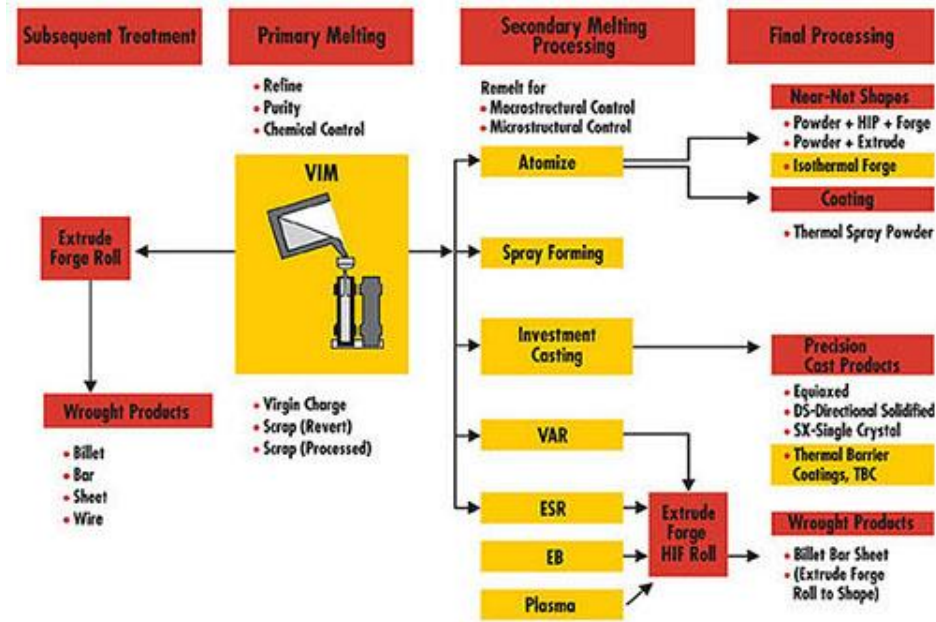 Subsequent Treatment
Primary Melting
Secondary Melting
Processing
Final Processing
• Refine
• Purity
• Chemical Control
VIM
Extrude
Forge Roll
Wrought Products
• Billet
• Bar
• Sheet
• Wire
• Virgin Charge
• Scrap (Revert)
• Scrap (Processed)
Remelt for
• Macrostructural Control
• Microstructural Control
Atomize
Spray Forming
Investment
Casting
VAR
ESR
EB
Plasma
Extrude
Forge
HIF Roll
Near-Net Shapes
• Powder + HIP + Forge
• Powder + Extrude
• Isothermal Forge
Coating
• Thermal Spray Powder
Precision
Cast Products
• Equiaxed
• DS-Directional Solidified
• SX-Single Crystal
• Thermal Barrier
Coatings, TBC
Wrought Products
• Billet Bar Sheet
• (Extrude Forge
Roll to Shape)